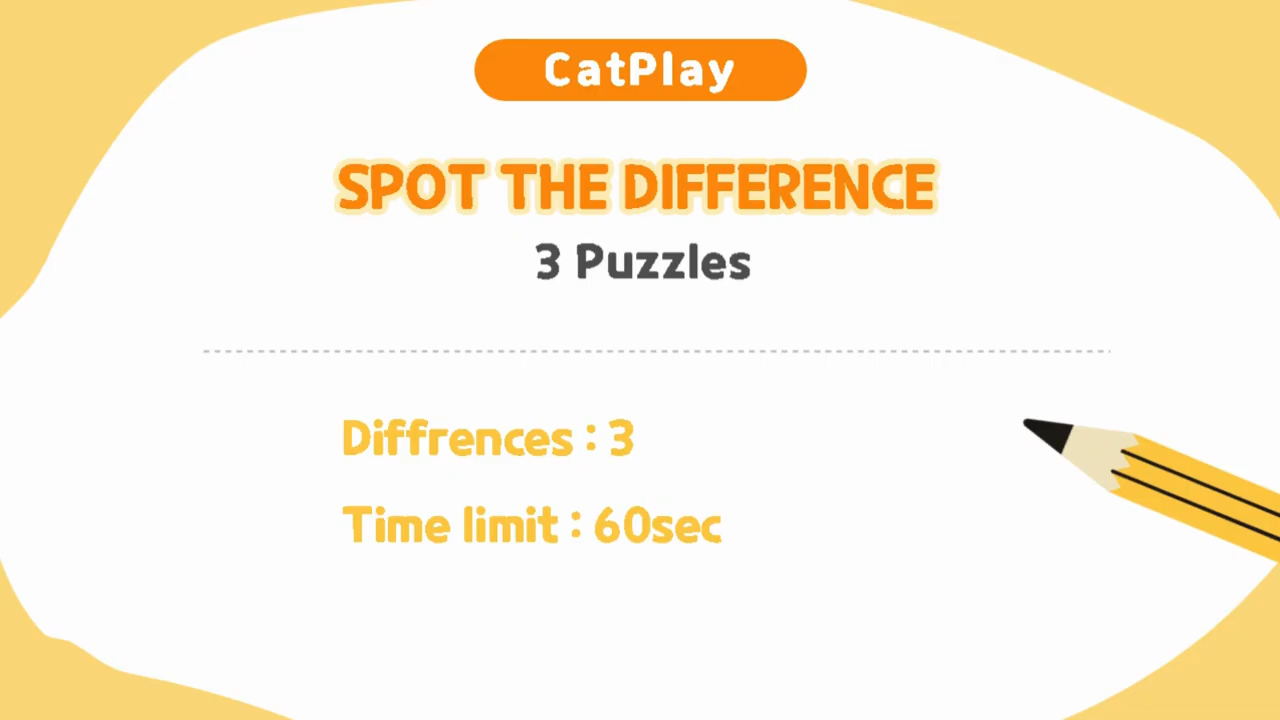 CatPlay
SPOT THE DIFFERENCE
3 Puzzles
Diffrences : 3
Time limit : 60sec